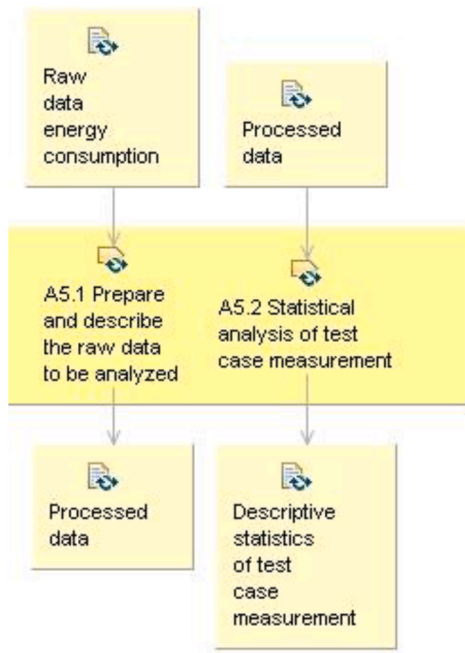 Raw
data
energy
consumption
Processed
data
A5.1 Prepare
and describe
the raw data
to be analyzed
A5.2 Statistical
analysis of test
case measurement
Processed
data
Descriptive
statistics
of test
case
measurement